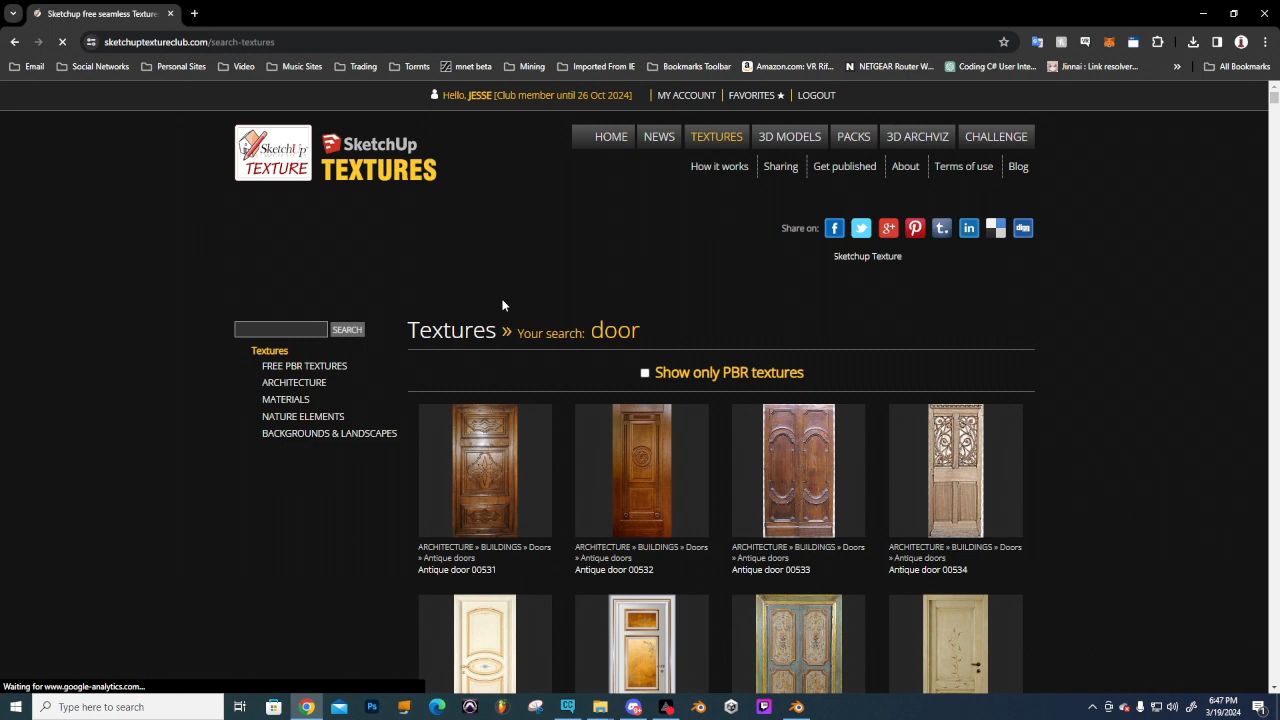 Sketchup free seamless Texture
sketchuptextureclub.com/search-textures
Email
Social Networks
Personal Sites
Video
Music Sites
Trading
Torrnts
mnet beta
Mining
Imported From IE
Bookmarks Toolbar
Amazon.com: VR Rif...
NETGEAR Router W...
Coding C# User Inte...
Jinnai : Link resolver...
»
All Bookmarks
Hello, JESSE [Club member until 26 Oct 2024]
MY ACCOUNT
FAVORITES ★
LOGOUT
SketchUp
TEXTURE
SketchUp
TEXTURES
HOME
NEWS
TEXTURES
3D MODELS
PACKS
3D ARCHVIZ
CHALLENGE
How it works
Sharing
Get published
About
Terms of use
Blog
Share on:
digg
Sketchup Texture
SEARCH
Textures » Your search: door
Textures
FREE PBR TEXTURES
ARCHITECTURE
MATERIALS
NATURE ELEMENTS
BACKGROUNDS & LANDSCAPES
Show only PBR textures
ARCHITECTURE » BUILDINGS » Doors
» Antique doors
Antique door 00531
ARCHITECTURE » BUILDINGS » Doors
» Antique doors
Antique door 00532
ARCHITECTURE » BUILDINGS » Doors
» Antique doors
Antique door 00533
ARCHITECTURE » BUILDINGS » Doors
» Antique doors
Antique door 00534
Waiting for www.google-analytics.com...
Type here to search
6:47 PM
3/19/2024